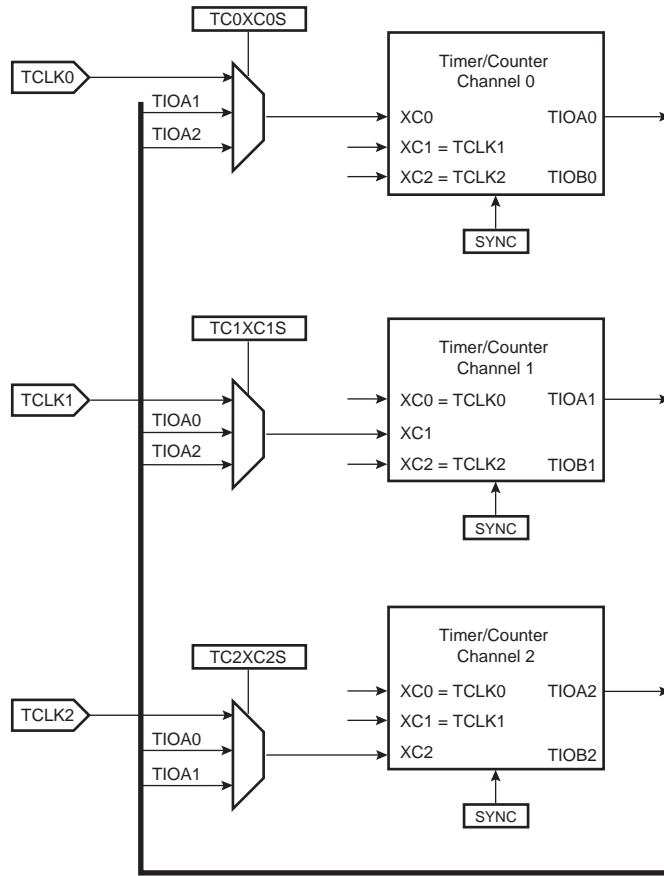 TC0XC0S
TCLK0
TIOA1
TIOA2
Timer/Counter
Channel 0
XC0
TIOA0
XC1 = TCLK1
XC2 = TCLK2
TIOB0
SYNC
TC1XC1S
TCLK1
TIOA0
TIOA2
Timer/Counter
Channel 1
XC0 = TCLK0
TIOA1
XC1
XC2 = TCLK2
TIOB1
SYNC
TC2XC2S
TCLK2
TIOA0
TIOA1
Timer/Counter
Channel 2
XC0 = TCLK0
TIOA2
XC1 = TCLK1
XC2
TIOB2
SYNC